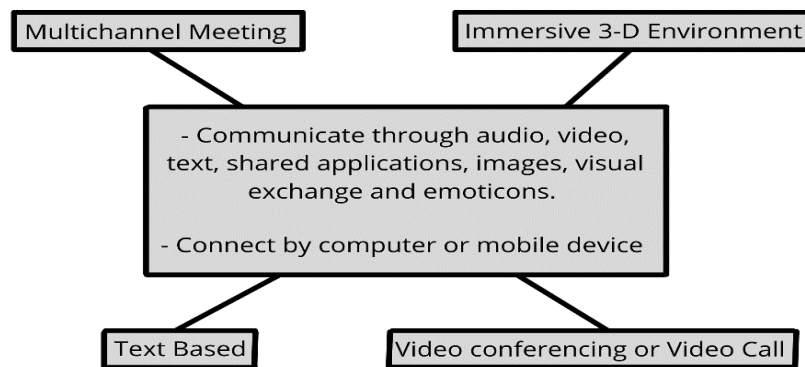 Multichannel Meeting
Immersive 3-D Environment
- Communicate through audio, video,
text, shared applications, images, visual
exchange and emoticons.
- Connect by computer or mobile device
Text Based
Video conferencing or Video Call